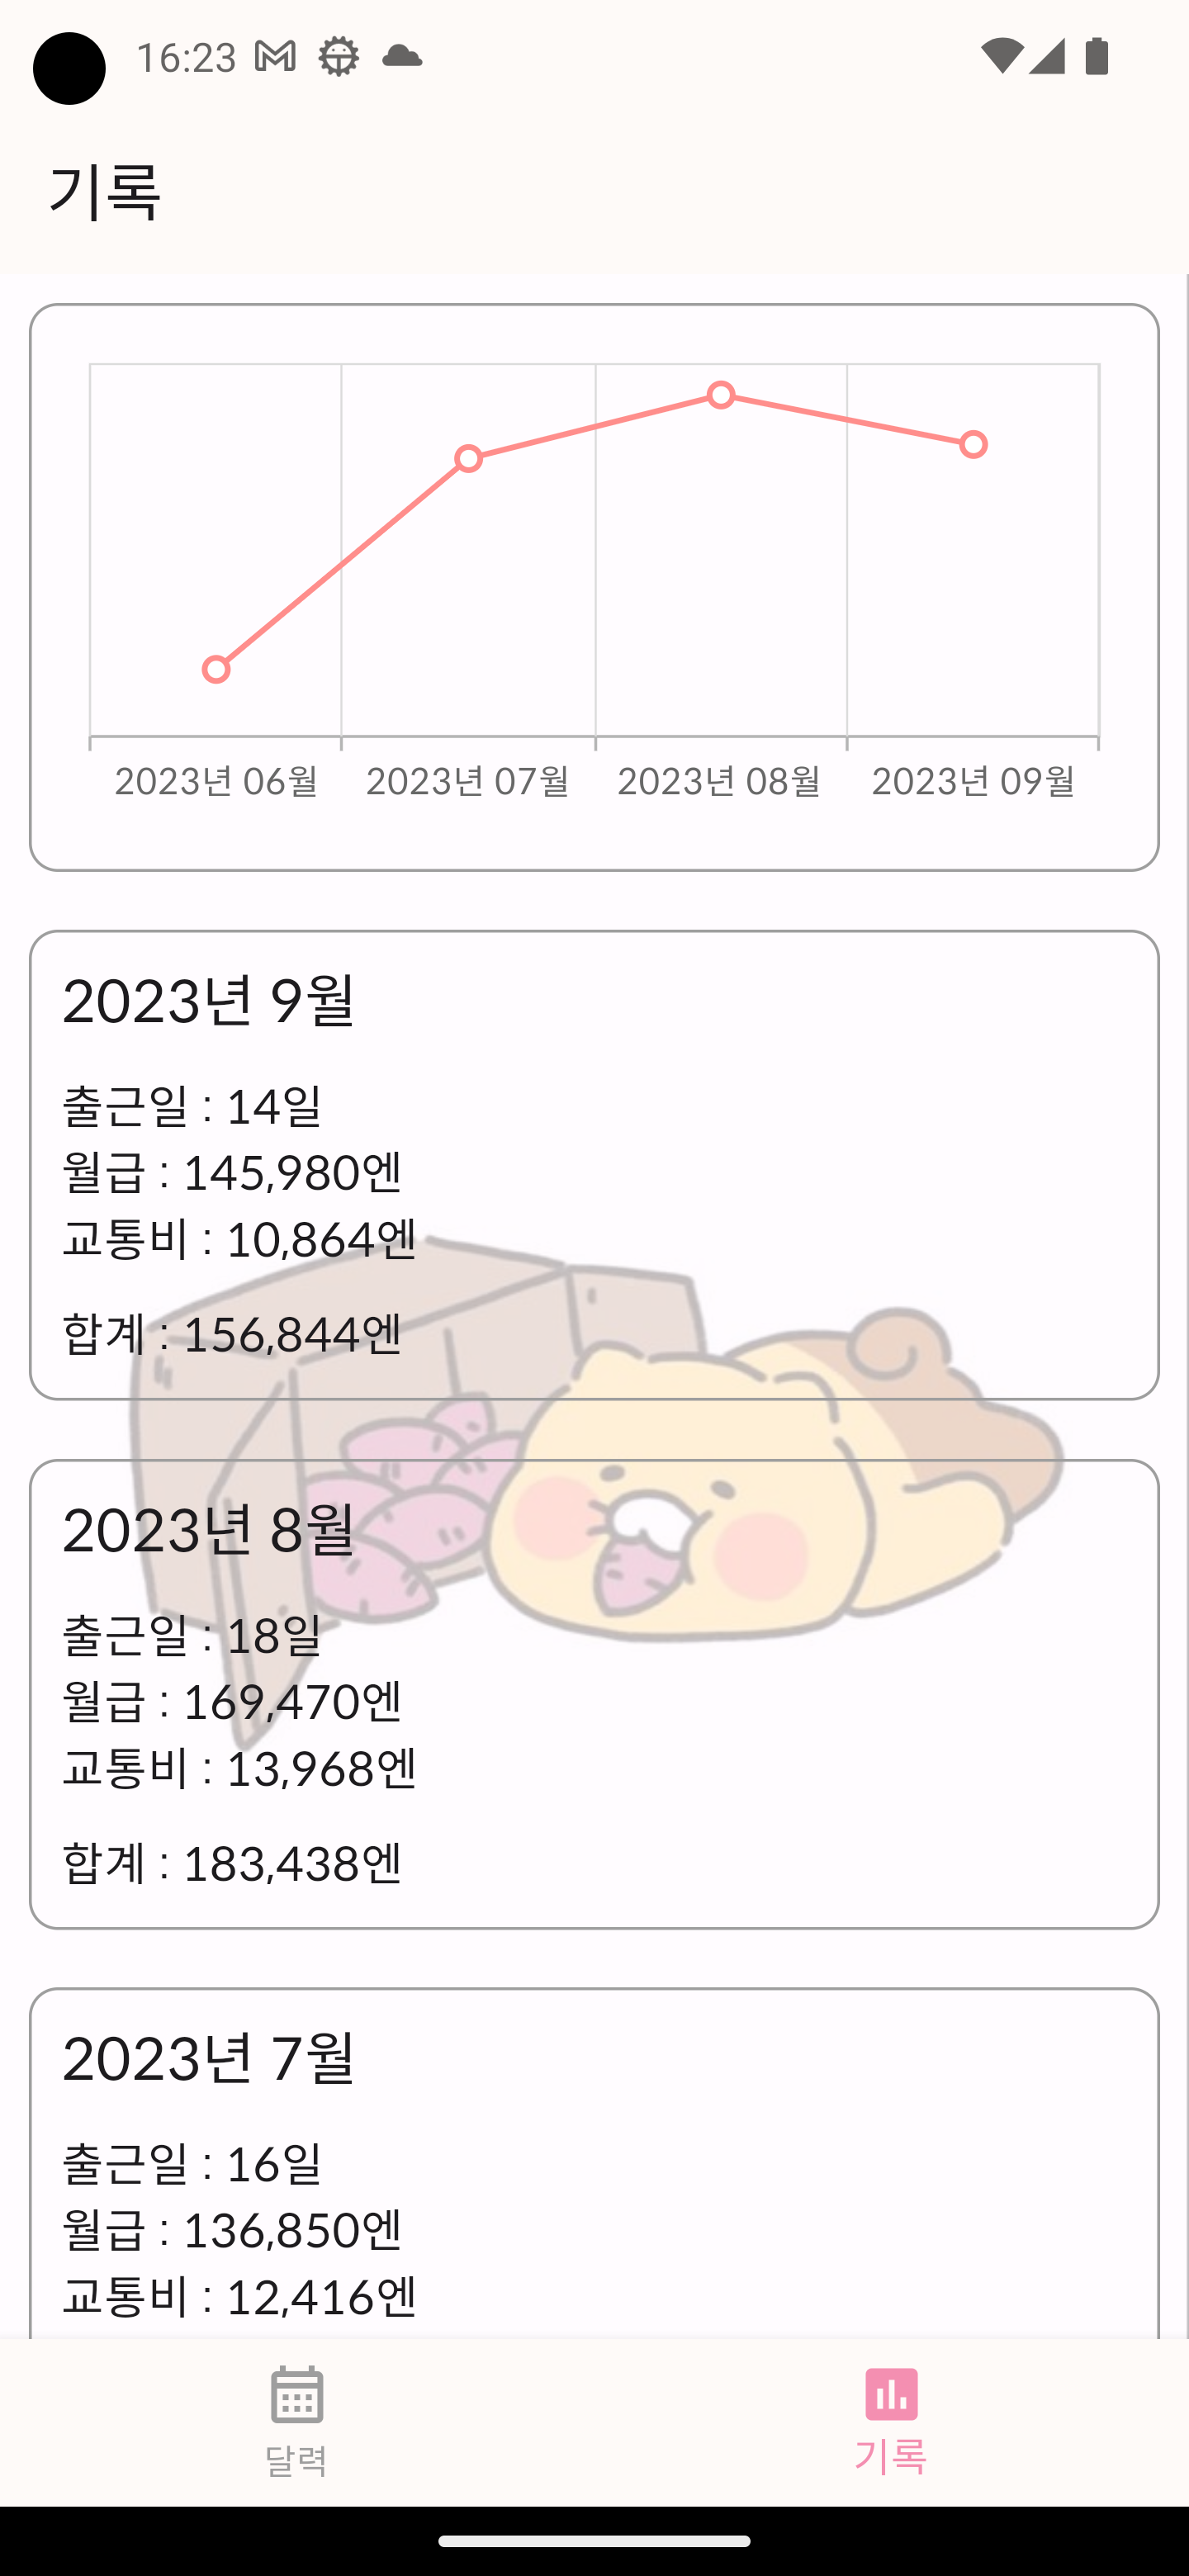 16:23
기록
2023년 06월 2023년 07월 2023년 08월 2023년 09월
2023년 9월
출근일 : 14일
월급 : 145,980엔
교통비 : 10,864엔
합계 : 156,844엔
2023년 8월
출근일 : 18일
월급 : 169,470엔
교통비 : 13,968엔
합계 : 183,438엔
2023년 7월
출근일 : 16일
월급 : 136,850엔
교통비 : 12,416엔
달력
기록